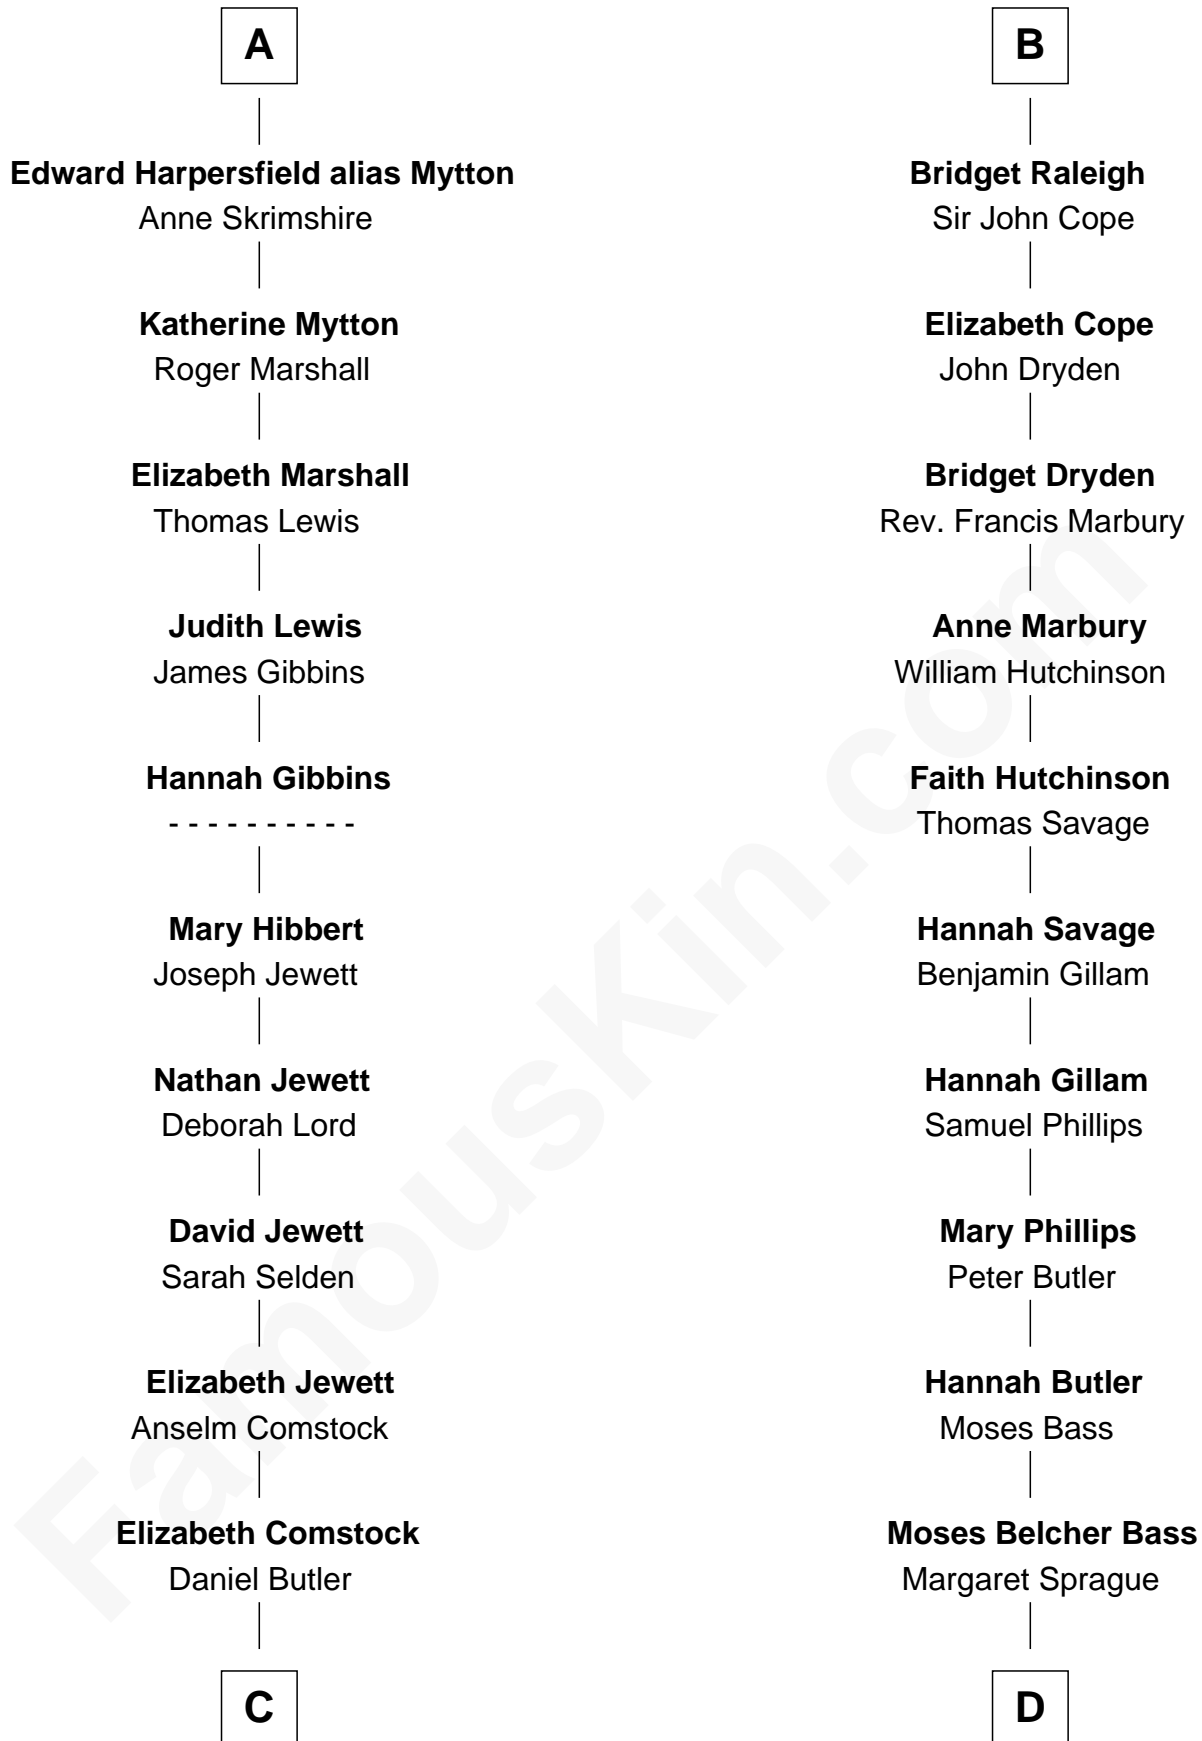 A
Edward Harpersfield alias Mytton
Anne Skrimshire
Katherine Mytton
Roger Marshall
Elizabeth Marshall
Thomas Lewis
Judith Lewis
James Gibbins
Hannah Gibbins
- - - - - - - - - -
Mary Hibbert
Joseph Jewett
Nathan Jewett
Deborah Lord
David Jewett
Sarah Selden
Elizabeth Jewett
Anselm Comstock
Elizabeth Comstock
Daniel Butler
C
B
Bridget Raleigh
Sir John Cope
Elizabeth Cope
John Dryden
Bridget Dryden
Rev. Francis Marbury
Anne Marbury
William Hutchinson
Faith Hutchinson
Thomas Savage
Hannah Savage
Benjamin Gillam
Hannah Gillam
Samuel Phillips
Mary Phillips
Peter Butler
Hannah Butler
Moses Bass
Moses Belcher Bass
Margaret Sprague
D
FamousKin.com